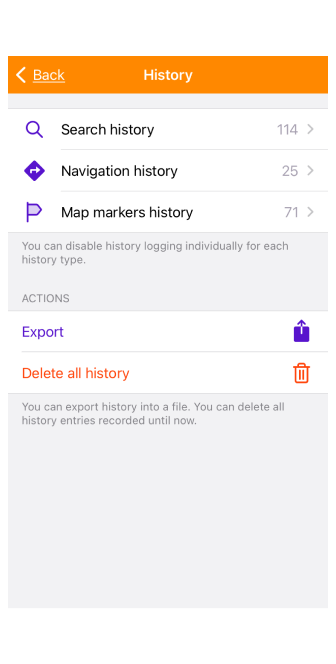 Back
History
Search history 114
Navigation history 25
Map markers history 71
You can disable history logging individually for each
history type.
ACTIONS
Export
Delete all history
You can export history into a file. You can delete all
history entries recorded until now.